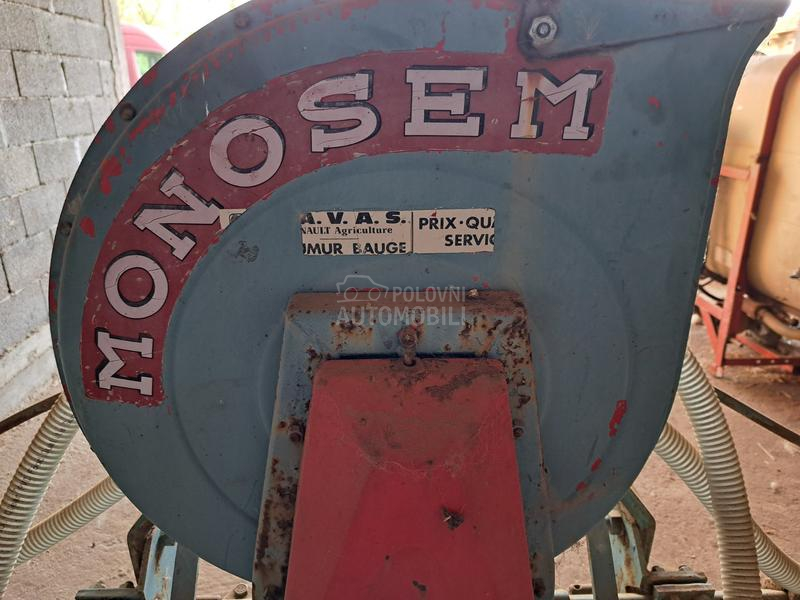 MONOSEM
A.V.A.S.
NAULT Agriculture
UMUR BAUGE
PRIX·QUA
SERVIC
POLOVNI
AUTOMOBILI